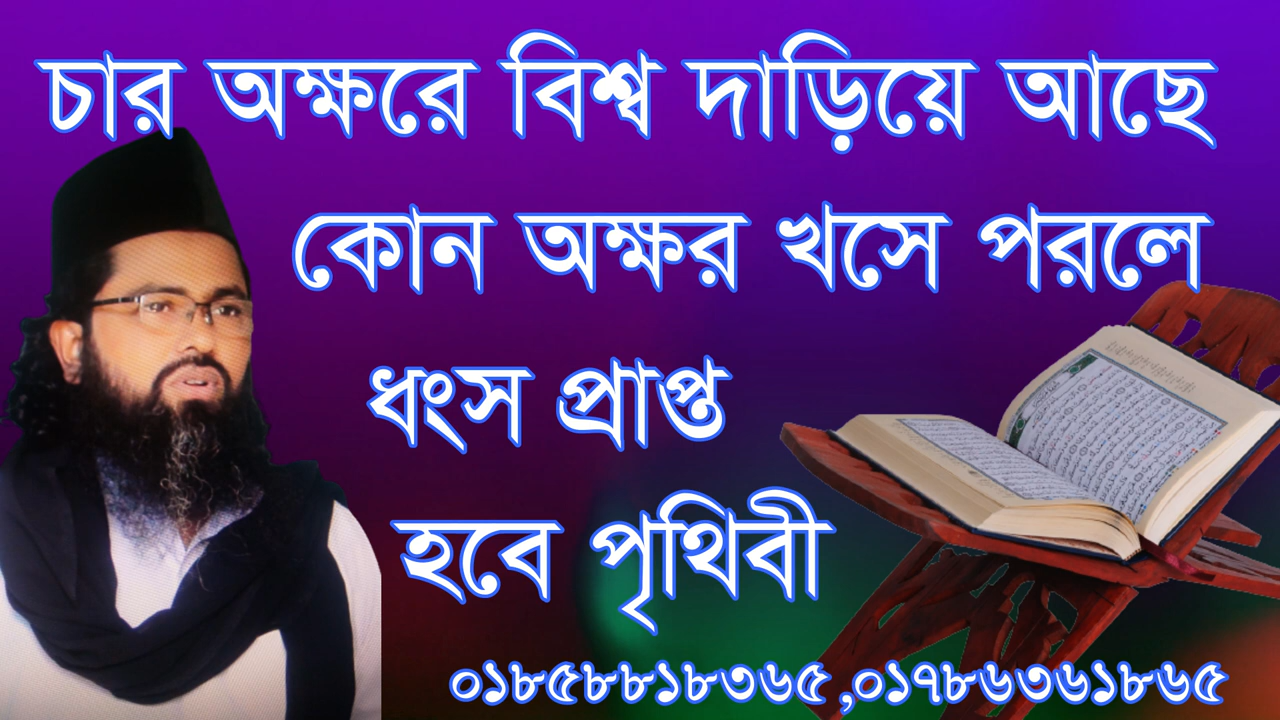 চার অক্ষরে বিশ্ব দাড়িয়ে আছে
কোন অক্ষর খসে পরলে
ধংস প্রাপ্ত
হবে পৃথিবী
০১৮৫৮৮১৮৩৬৫ ,০১৭৮৬৩৬১৮৬৫